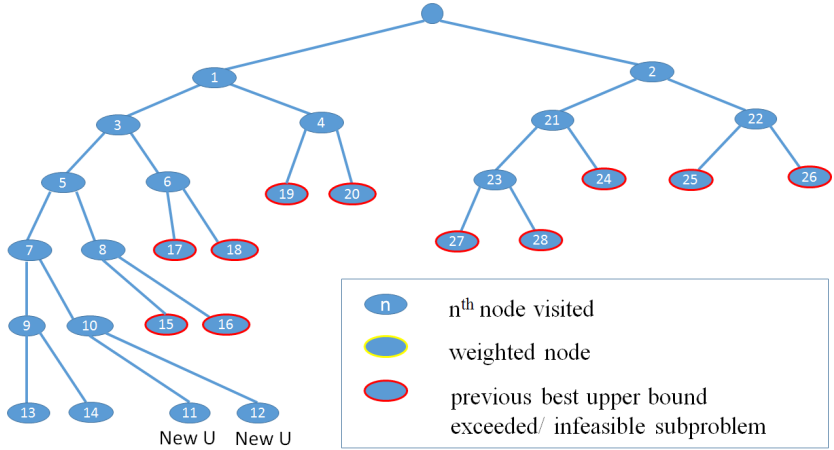 1 2
3 4 21 22
5 6 19 20 23 24 25 26
7 8 17 18 27 28
9 10 15 16
13 14 11 12
New U New U
n nth node visited
weighted node
previous best upper bound
exceeded/ infeasible subproblem